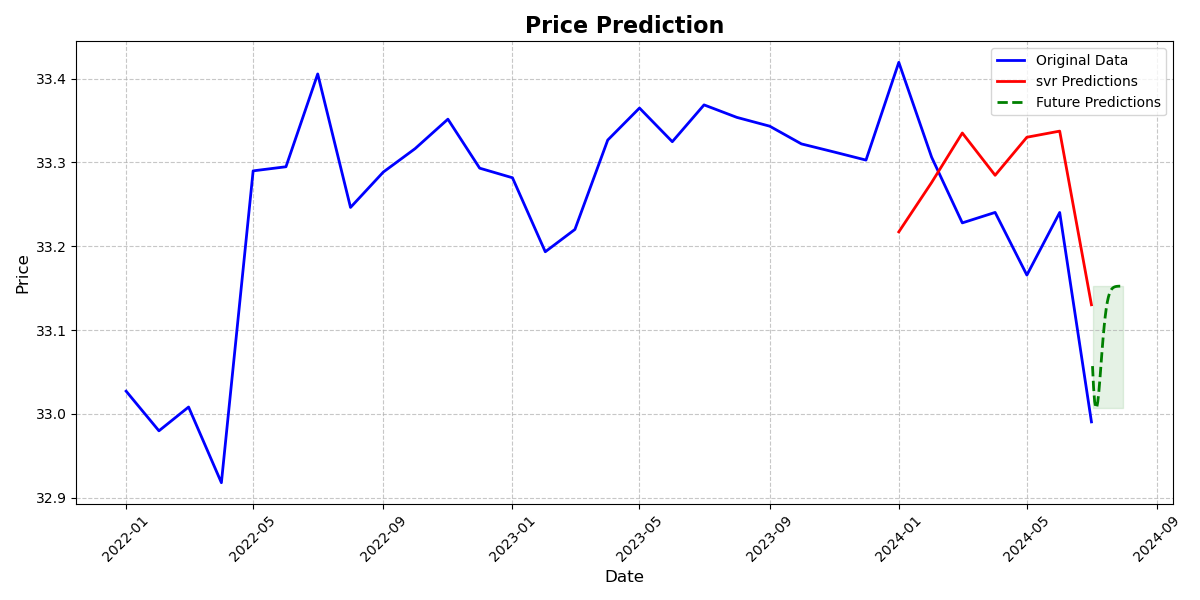 Price Prediction
Original Data
svr Predictions
Future Predictions
Price
33.4
33.3
33.2
33.1
33.0
32.9
2022-01
2022-05
2022-09
2023-01
2023-05
2023-09
2024-01
2024-05
2024-09
Date